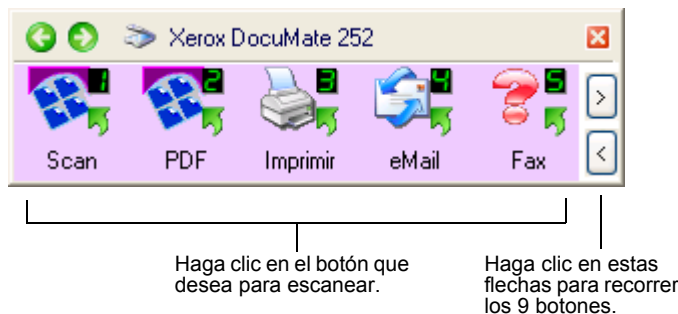 Xerox DocuMate 252
1 2 3 4 5
Scan PDF Imprimir eMail Fax
Haga clic en el botón que
desea para escanear.
Haga clic en estas
flechas para recorrer
los 9 botones.